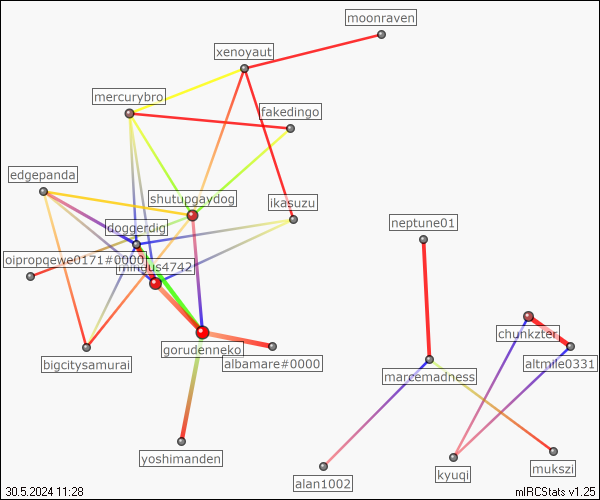 moonraven
xenoyaut
mercurybro
fakedingo
edgepanda
shutupgaydog
ikasuzu
neptune01
doggerdig
oipropqewe0171#0000
mingus4742
chunkzter
gorudenneko
bigcitysamurai
albamare#0000
altmile0331
marcemadness
yoshimanden
kyuqi
mukszi
alan1002
30.5.2024 11:28
mIRCStats v1.25